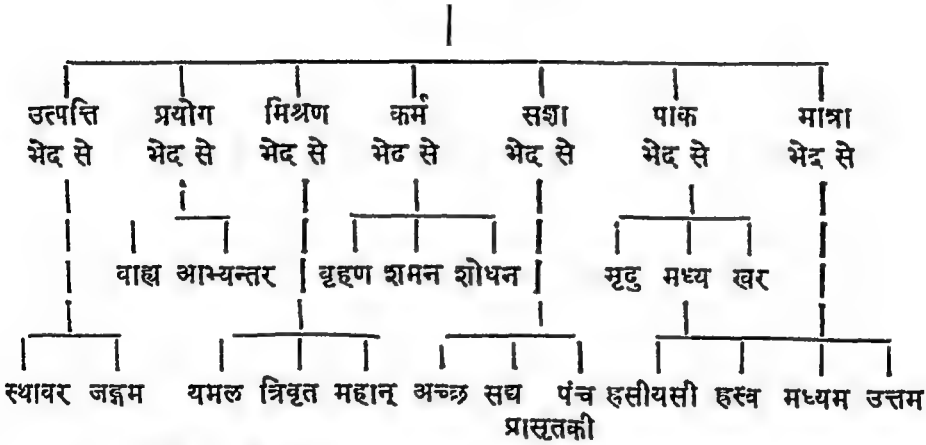 उत्पत्ति प्रयोग मिश्रण कर्म सज्ञा पाक मात्रा
भेद से भेद से भेद से भेद से भेद से भेद से भेद से
वाह्य आभ्यन्तर वृहण शमन शोधन मृदु मध्य खर
स्थावर जङ्गम यमल त्रिवृत महान् अच्छ सद्य पंच ह्रसीयसी ह्रस्व मध्यम उत्तम
प्रासृतकी